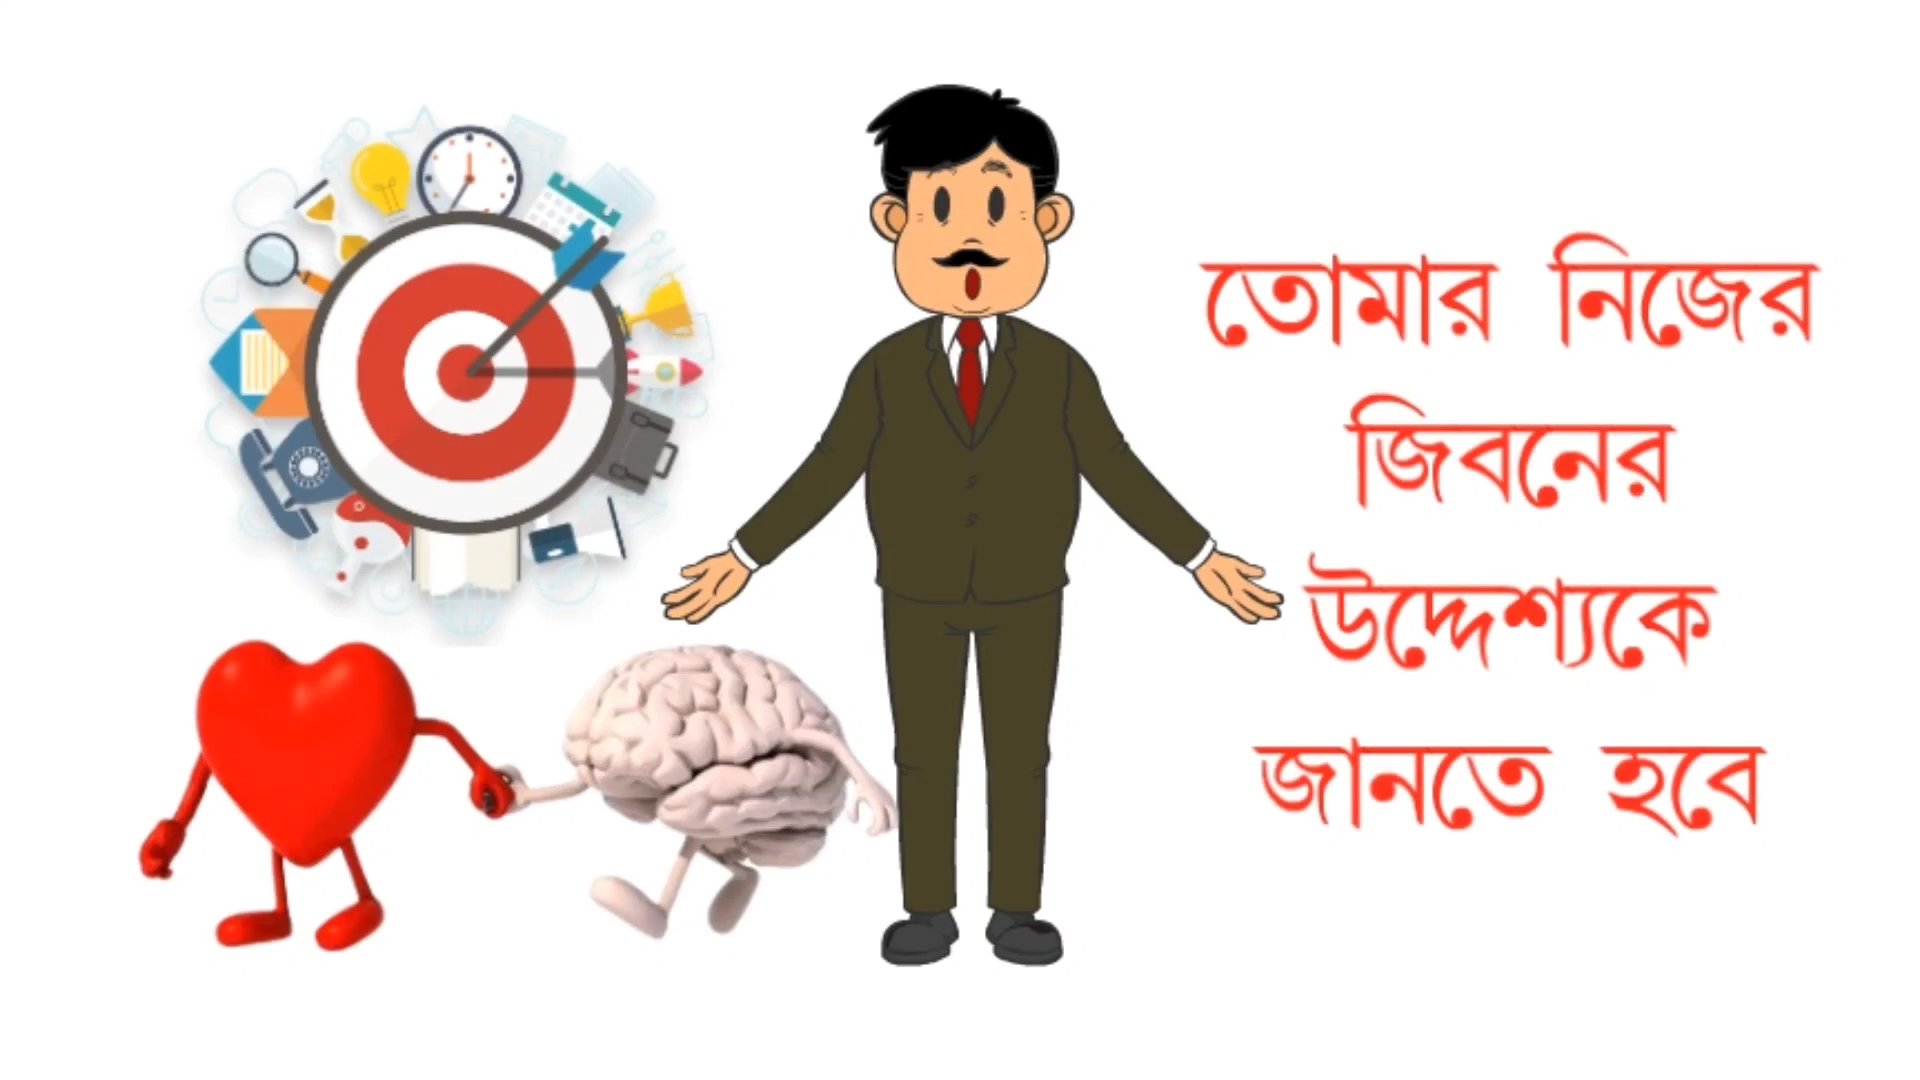 তোমার নিজের
জিবনের
উদ্দেশ্যকে
জানতে হবে